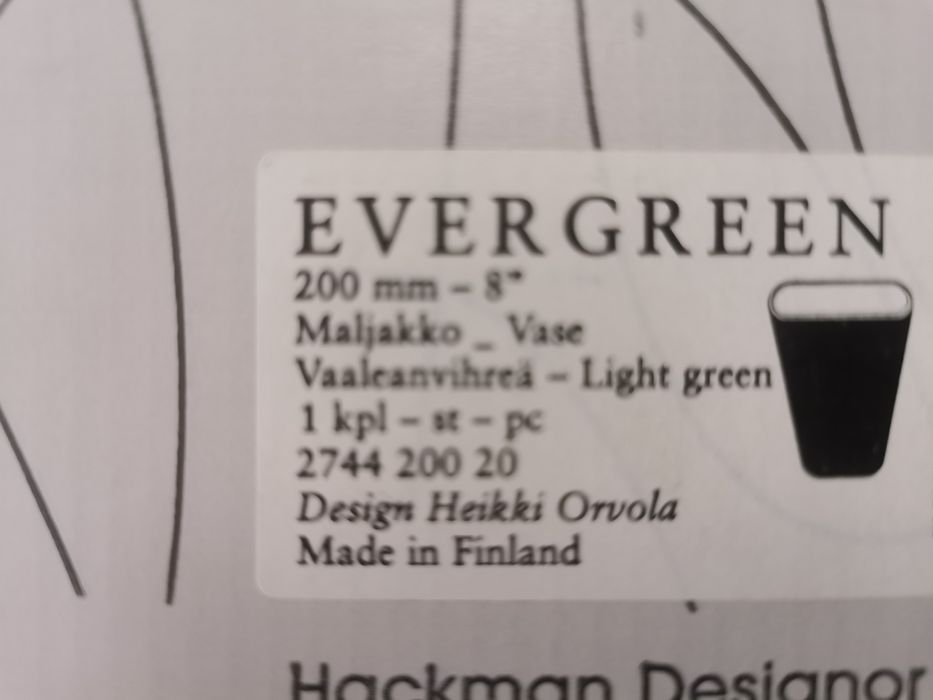 EVERGREEN
200 mm – 8"
Maljakko _ Vase
Vaaleanvihreä – Light green
1 kpl – st – pc
2744 200 20
Design Heikki Orvola
Made in Finland
Hackman Designor